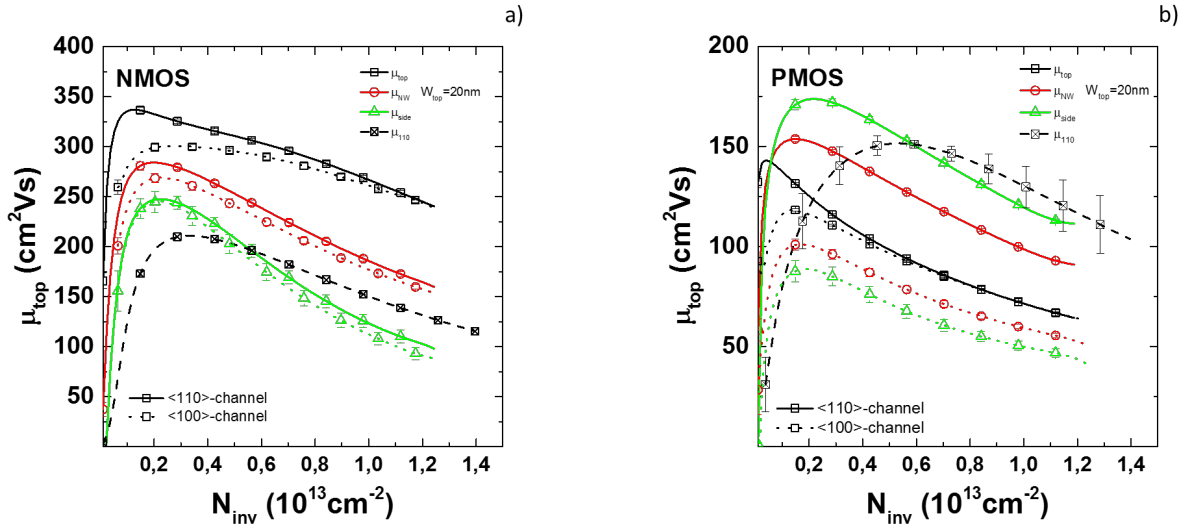 a)
400
350
300
250
200
150
100
50
μtop (cm2Vs)
NMOS
μtop
μNW Wtop=20nm
μside
μ110
<110>-channel
<100>-channel
0,2 0,4 0,6 0,8 1,0 1,2 1,4
Ninv (1013cm-2)
b)
200
150
100
50
μtop (cm2Vs)
PMOS
μtop
μNW Wtop=20nm
μside
μ110
<110>-channel
<100>-channel
0,2 0,4 0,6 0,8 1,0 1,2 1,4
Ninv (1013cm-2)